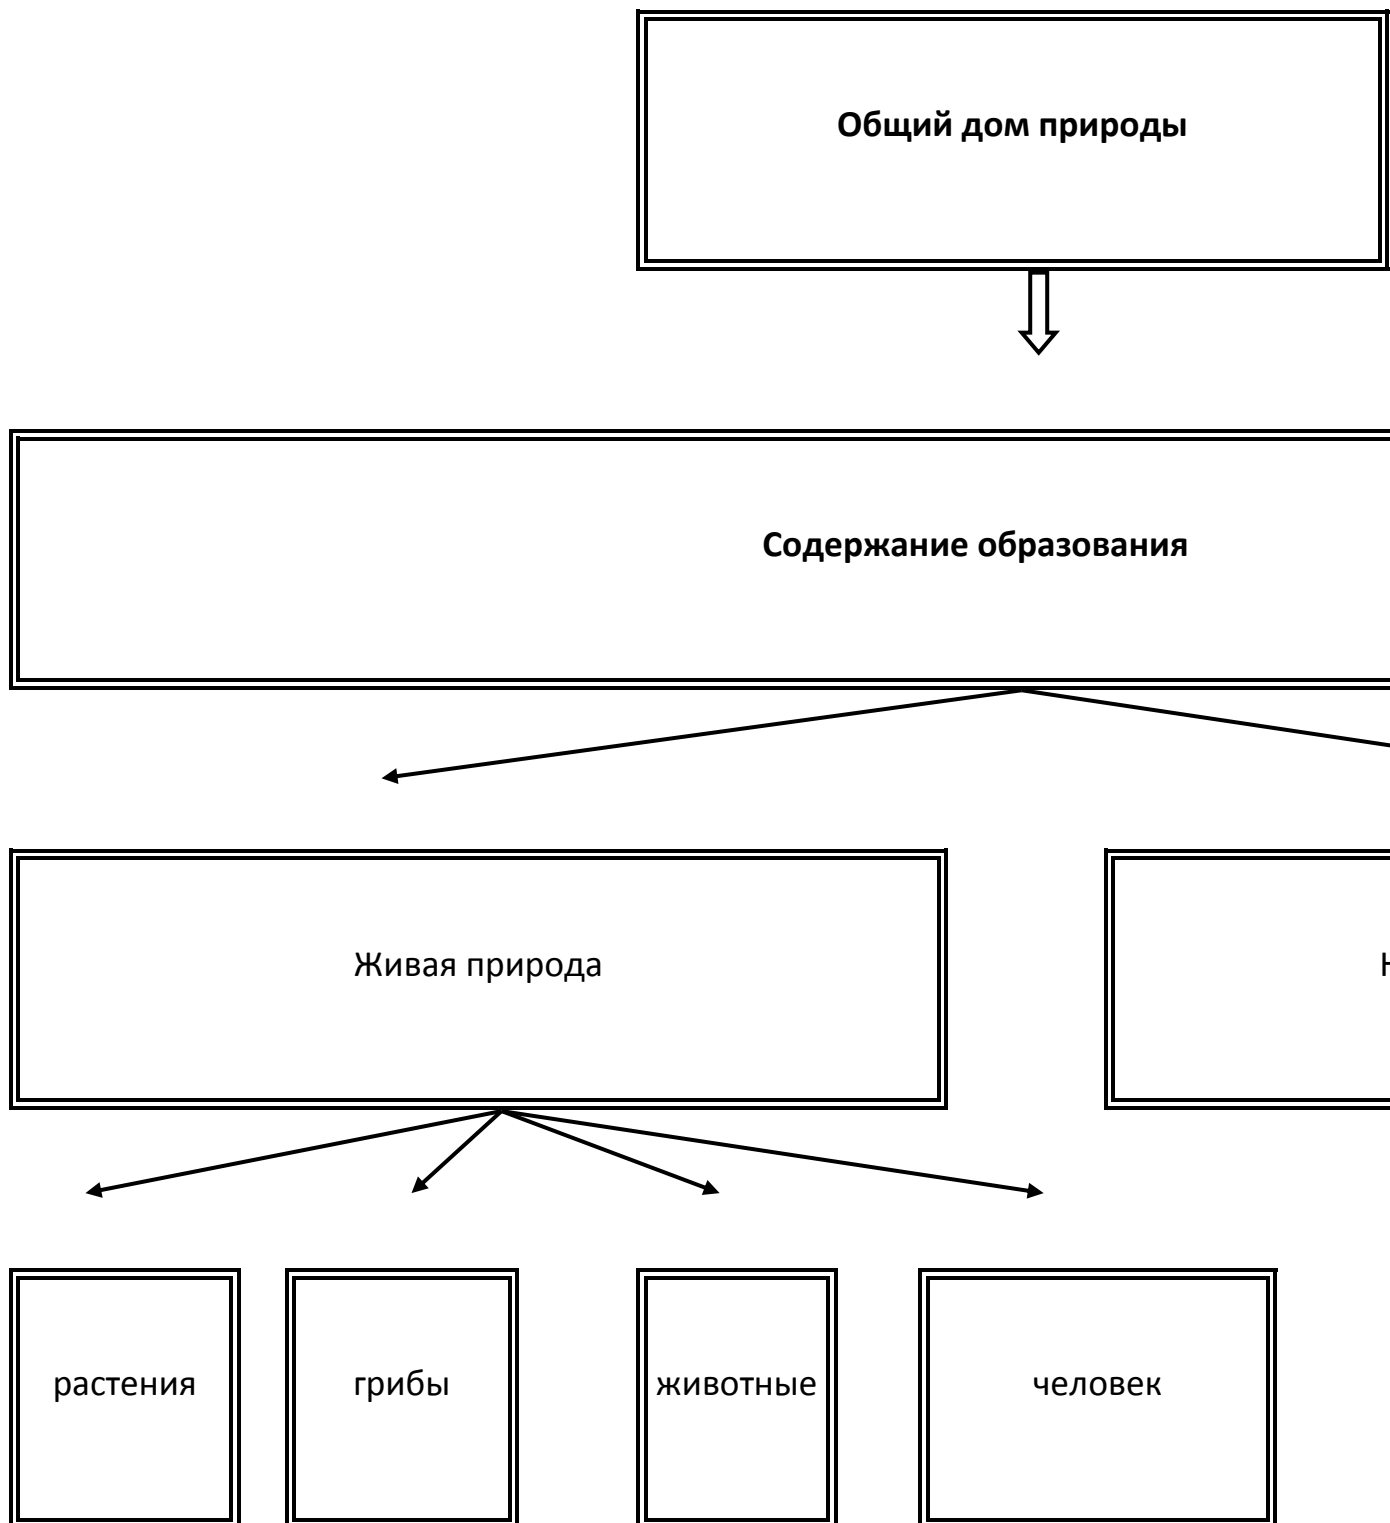 Общий дом природы
Содержание образования
Живая природа
растения
грибы
животные
человек